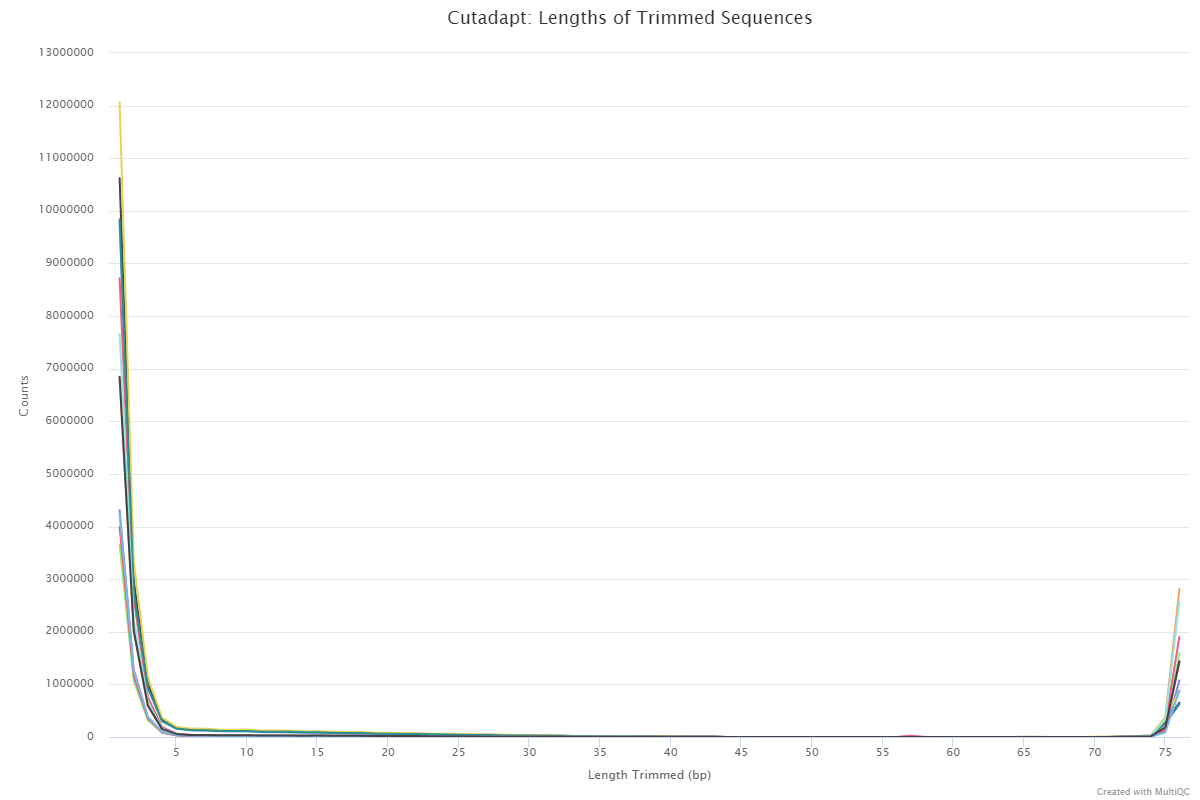 Cutadapt: Lengths of Trimmed Sequences
13000000
12000000
11000000
10000000
9000000
8000000
7000000
6000000
5000000
4000000
3000000
2000000
1000000
0
Counts
5 10 15 20 25 30 35 40 45 50 55 60 65 70 75
Length Trimmed (bp)
Created with MultiQC